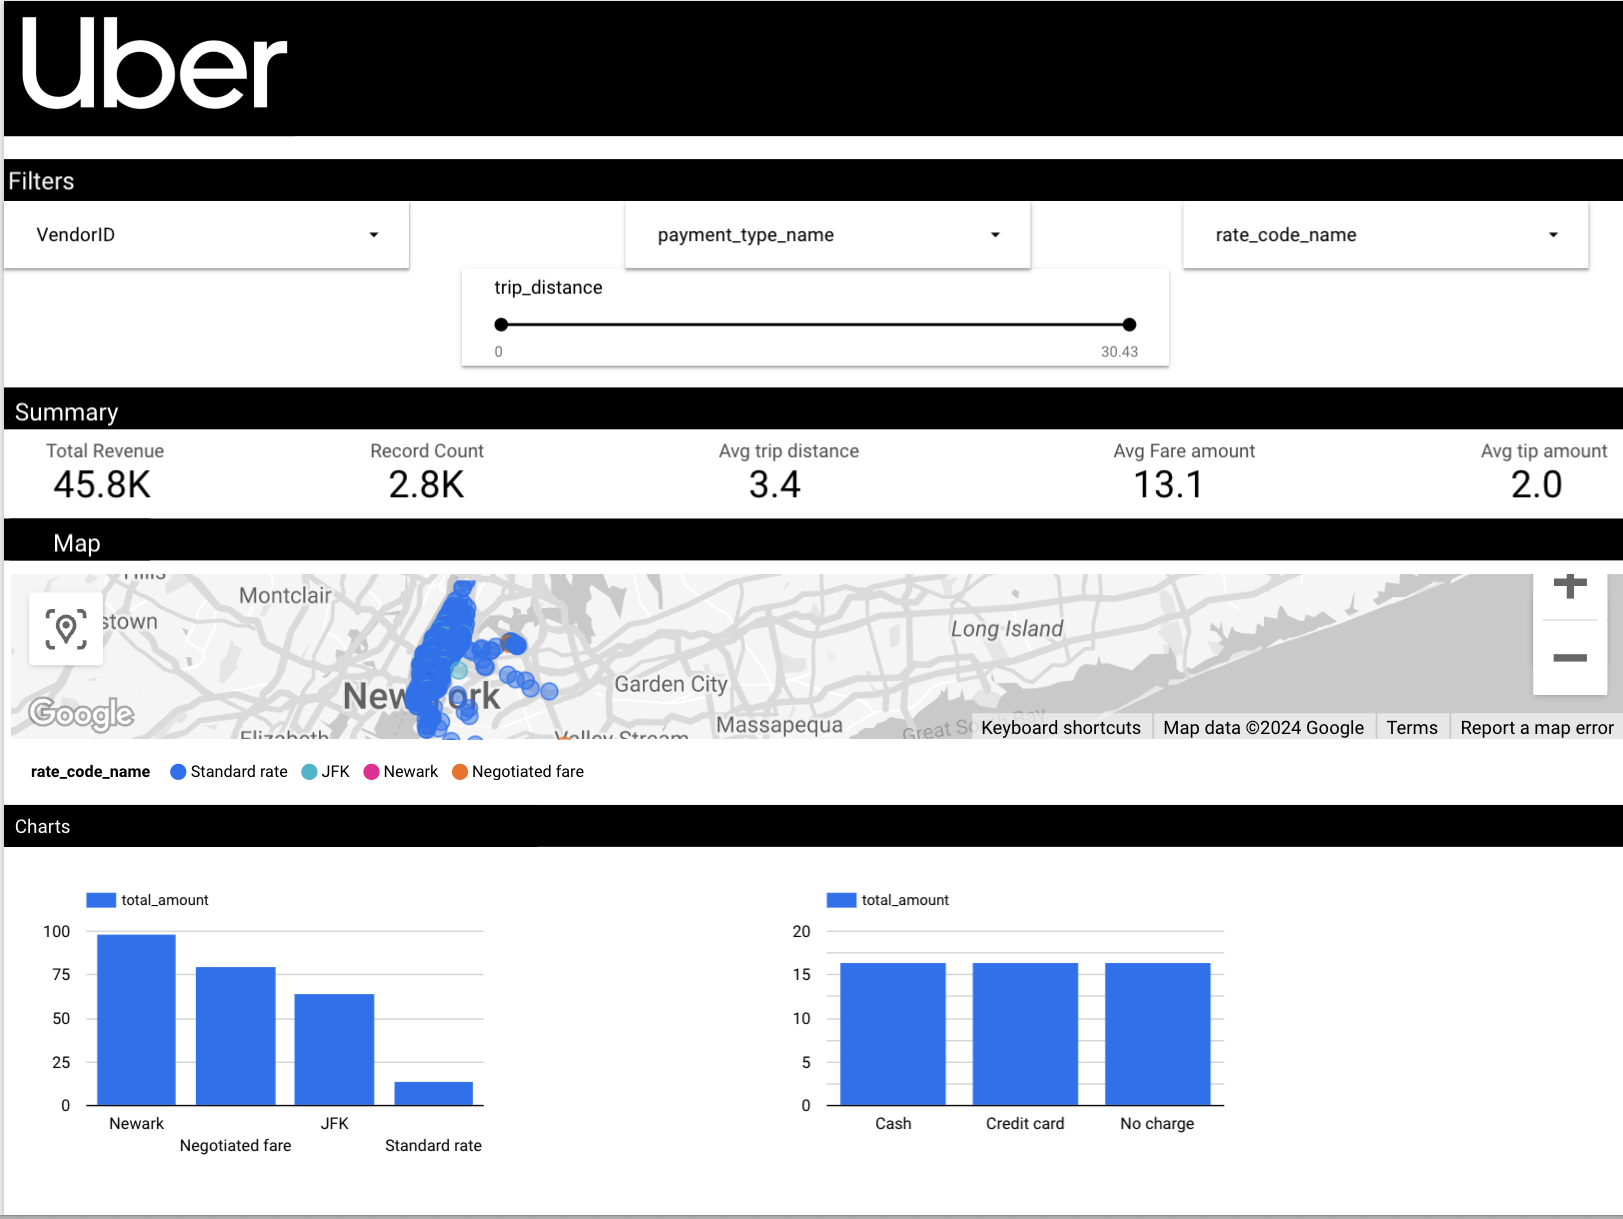 Uber
Filters
VendorID
payment_type_name
rate_code_name
trip_distance
0
30.43
Summary
Total Revenue
45.8K
Record Count
2.8K
Avg trip distance
3.4
Avg Fare amount
13.1
Avg tip amount
2.0
Map
Montclair
stown
Long Island
New York
Garden City
Google
Massapequa
Great So Bay
Elizabeth
Valley Stream
Keyboard shortcuts
Map data ©2024 Google
Terms
Report a map error
rate_code_name
Standard rate
JFK
Newark
Negotiated fare
Charts
total_amount
100
75
50
25
0
Newark
Negotiated fare
JFK
Standard rate
total_amount
20
15
10
5
0
Cash
Credit card
No charge